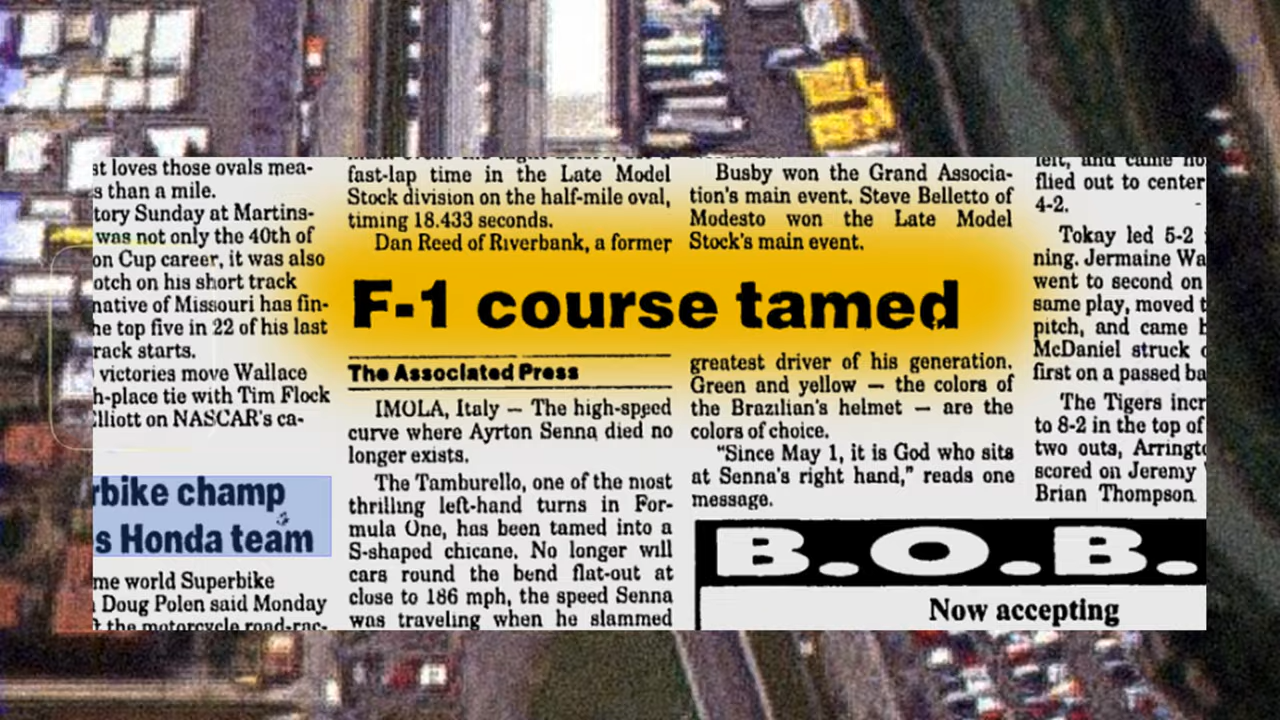 st loves those ovals mea-
s than a mile.
tory Sunday at Martins-
was not only the 40th of
on Cup career, it was also
otch on his short track
native of Missouri has fin-
he top five in 22 of his last
rack starts.
victories move Wallace
h-place tie with Tim Flock
Elliott on NASCAR's ca-
rbike champ
s Honda team
me world Superbike
Doug Polen said Monday
t the motorcycle road-rac-
fast-lap time in the Late Model
Stock division on the half-mile oval,
timing 18.433 seconds.
Dan Reed of Riverbank, a former
Busby won the Grand Associa-
tion's main event. Steve Belletto of
Modesto won the Late Model
Stock's main event.
F-1 course tamed
The Associated Press
IMOLA, Italy — The high-speed
curve where Ayrton Senna died no
longer exists.
The Tamburello, one of the most
thrilling left-hand turns in For-
mula One, has been tamed into a
S-shaped chicane. No longer will
cars round the bend flat-out at
close to 186 mph, the speed Senna
was traveling when he slammed
greatest driver of his generation.
Green and yellow — the colors of
the Brazilian's helmet — are the
colors of choice.
"Since May 1, it is God who sits
at Senna's right hand," reads one
message.
B.O.B.
Now accepting
left, and came ho
flied out to center
4-2.
Tokay led 5-2
ning. Jermaine Wa
went to second on
same play, moved t
pitch, and came h
McDaniel struck o
first on a passed ba
The Tigers incr
to 8-2 in the top of
two outs, Arringt
scored on Jeremy
Brian Thompson